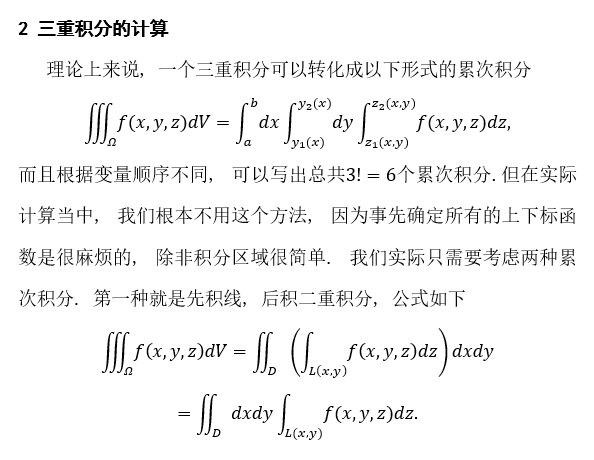 2 三重积分的计算
理论上来说, 一个三重积分可以转化成以下形式的累次积分
∭_Ω f(x,y,z)dV = ∫_a^b dx ∫_{y₁(x)}^{y₂(x)} dy ∫_{z₁(x,y)}^{z₂(x,y)} f(x,y,z)dz,
而且根据变量顺序不同, 可以写出总共3! = 6个累次积分. 但在实际
计算当中, 我们根本不用这个方法, 因为事先确定所有的上下标函
数是很麻烦的, 除非积分区域很简单. 我们实际只需要考虑两种累
次积分. 第一种就是先积线, 后积二重积分, 公式如下
∭_Ω f(x,y,z)dV = ∬_D (∫_{L(x,y)} f(x,y,z)dz) dxdy
= ∬_D dxdy ∫_{L(x,y)} f(x,y,z)dz.